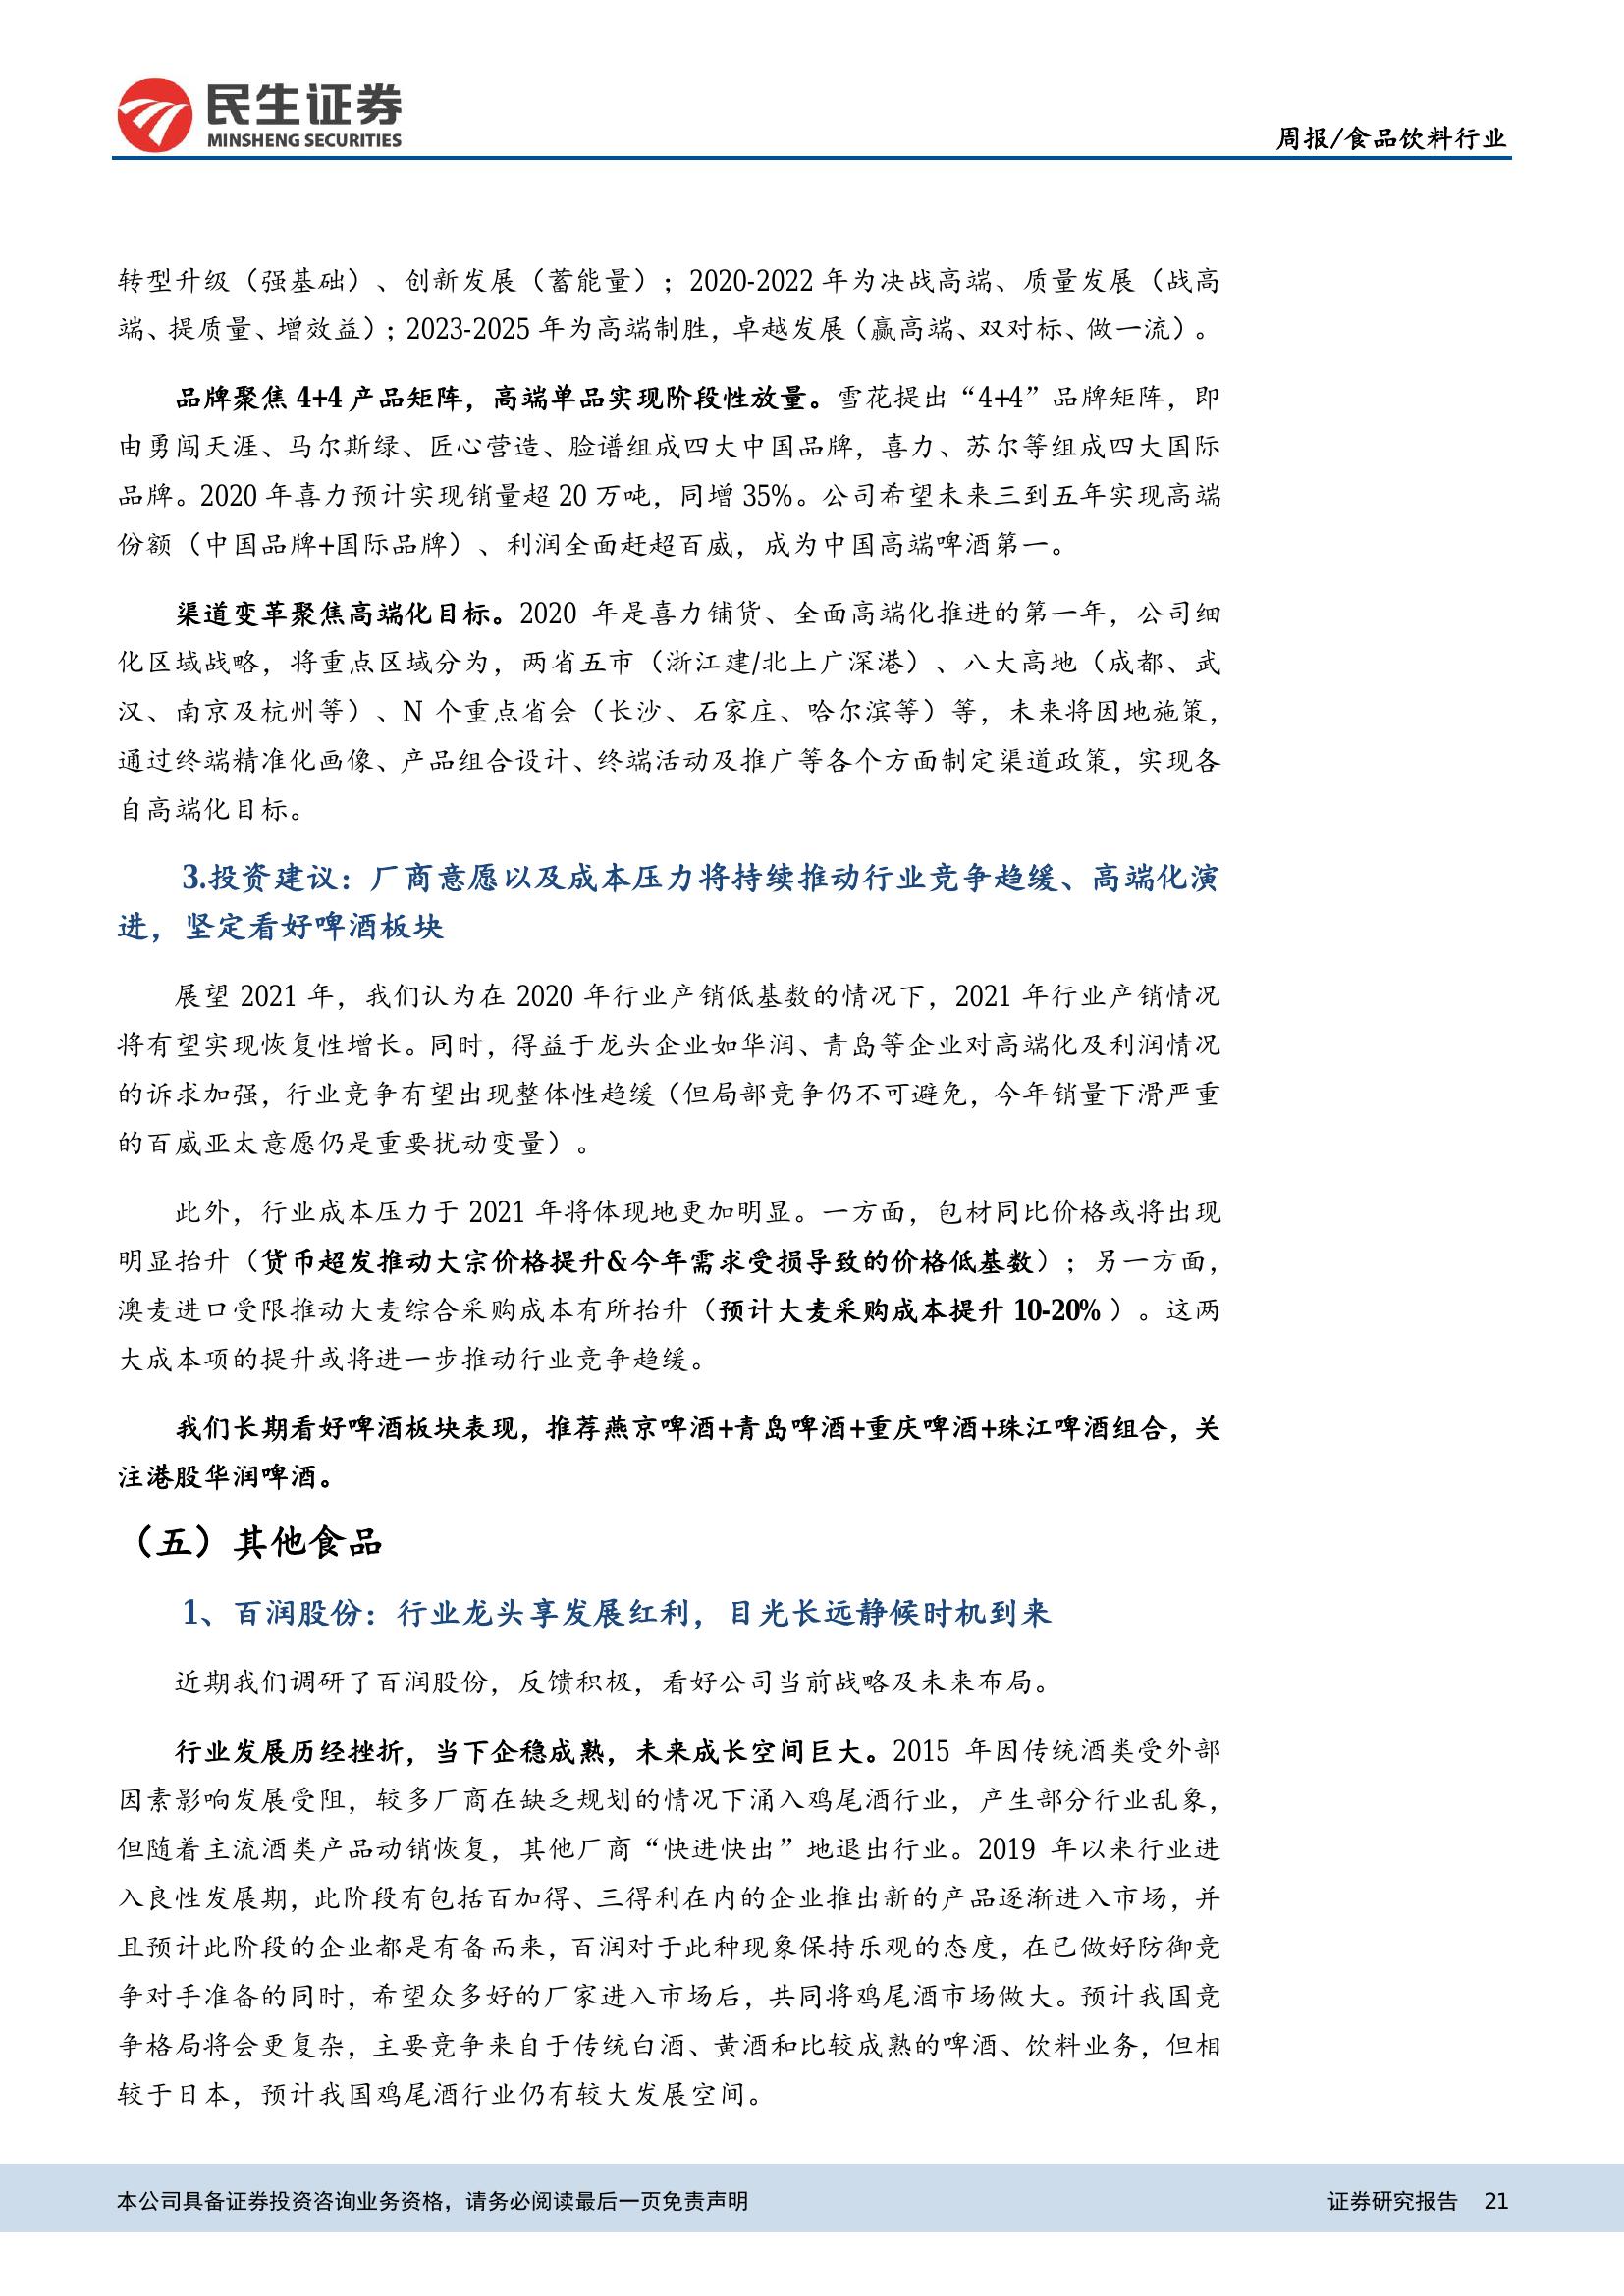 民生证券
MINSHENG SECURITIES
周报/食品饮料行业
转型升级（强基础）、创新发展（蓄能量）；2020-2022 年为决战高端、质量发展（战高
端、提质量、增效益）；2023-2025 年为高端制胜，卓越发展（赢高端、双对标、做一流）。
品牌聚焦 4+4 产品矩阵，高端单品实现阶段性放量。雪花提出“4+4”品牌矩阵，即
由勇闯天涯、马尔斯绿、匠心营造、脸谱组成四大中国品牌，喜力、苏尔等组成四大国际
品牌。2020 年喜力预计实现销量超 20 万吨，同增 35%。公司希望未来三到五年实现高端
份额（中国品牌+国际品牌）、利润全面赶超百威，成为中国高端啤酒第一。
渠道变革聚焦高端化目标。2020 年是喜力铺货、全面高端化推进的第一年，公司细
化区域战略，将重点区域分为，两省五市（浙江建/北上广深港）、八大高地（成都、武
汉、南京及杭州等）、N 个重点省会（长沙、石家庄、哈尔滨等）等，未来将因地施策，
通过终端精准化画像、产品组合设计、终端活动及推广等各个方面制定渠道政策，实现各
自高端化目标。
3.投资建议：厂商意愿以及成本压力将持续推动行业竞争趋缓、高端化演
进，坚定看好啤酒板块
展望 2021 年，我们认为在 2020 年行业产销低基数的情况下，2021 年行业产销情况
将有望实现恢复性增长。同时，得益于龙头企业如华润、青岛等企业对高端化及利润情况
的诉求加强，行业竞争有望出现整体性趋缓（但局部竞争仍不可避免，今年销量下滑严重
的百威亚太意愿仍是重要扰动变量）。
此外，行业成本压力于 2021 年将体现地更加明显。一方面，包材同比价格或将出现
明显抬升（货币超发推动大宗价格提升&今年需求受损导致的价格低基数）；另一方面，
澳麦进口受限推动大麦综合采购成本有所抬升（预计大麦采购成本提升 10-20%）。这两
大成本项的提升或将进一步推动行业竞争趋缓。
我们长期看好啤酒板块表现，推荐燕京啤酒+青岛啤酒+重庆啤酒+珠江啤酒组合，关
注港股华润啤酒。
（五）其他食品
1、百润股份：行业龙头享发展红利，目光长远静候时机到来
近期我们调研了百润股份，反馈积极，看好公司当前战略及未来布局。
行业发展历经挫折，当下企稳成熟，未来成长空间巨大。2015 年因传统酒类受外部
因素影响发展受阻，较多厂商在缺乏规划的情况下涌入鸡尾酒行业，产生部分行业乱象，
但随着主流酒类产品动销恢复，其他厂商“快进快出”地退出行业。2019 年以来行业进
入良性发展期，此阶段有包括百加得、三得利在内的企业推出新的产品逐渐进入市场，并
且预计此阶段的企业都是有备而来，百润对于此种现象保持乐观的态度，在已做好防御竞
争对手准备的同时，希望众多好的厂家进入市场后，共同将鸡尾酒市场做大。预计我国竞
争格局将会更复杂，主要竞争来自于传统白酒、黄酒和比较成熟的啤酒、饮料业务，但相
较于日本，预计我国鸡尾酒行业仍有较大发展空间。
本公司具备证券投资咨询业务资格，请务必阅读最后一页免责声明
证券研究报告 21